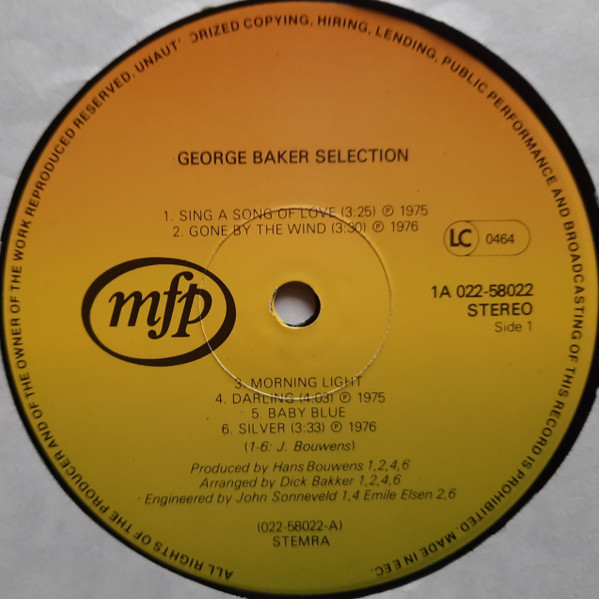 ALL RIGHTS OF THE PRODUCER AND OF THE OWNER OF THE WORK REPRODUCED RESERVED. UNAUT ORIZED COPYING, HIRING, LENDING, PUBLIC PERFORMANCE AND BROADCASTING OF THIS RECORD IS PROHIBITED. MADE IN EEC.
GEORGE BAKER SELECTION
1. SING A SONG OF LOVE (3:25) ℗ 1975
2. GONE BY THE WIND (3:30) ℗ 1976
LC 0464
mfp
1A 022-58022
STEREO
Side 1
3. MORNING LIGHT
4. DARLING (4:03) ℗ 1975
5. BABY BLUE
6. SILVER (3:33) ℗ 1976
(1-6: J. Bouwens)
Produced by Hans Bouwens 1,2,4,6
Arranged by Dick Bakker 1,2,4,6
Engineered by John Sonneveld 1,4 Emile Elsen 2,6
(022-58022-A)
STEMRA